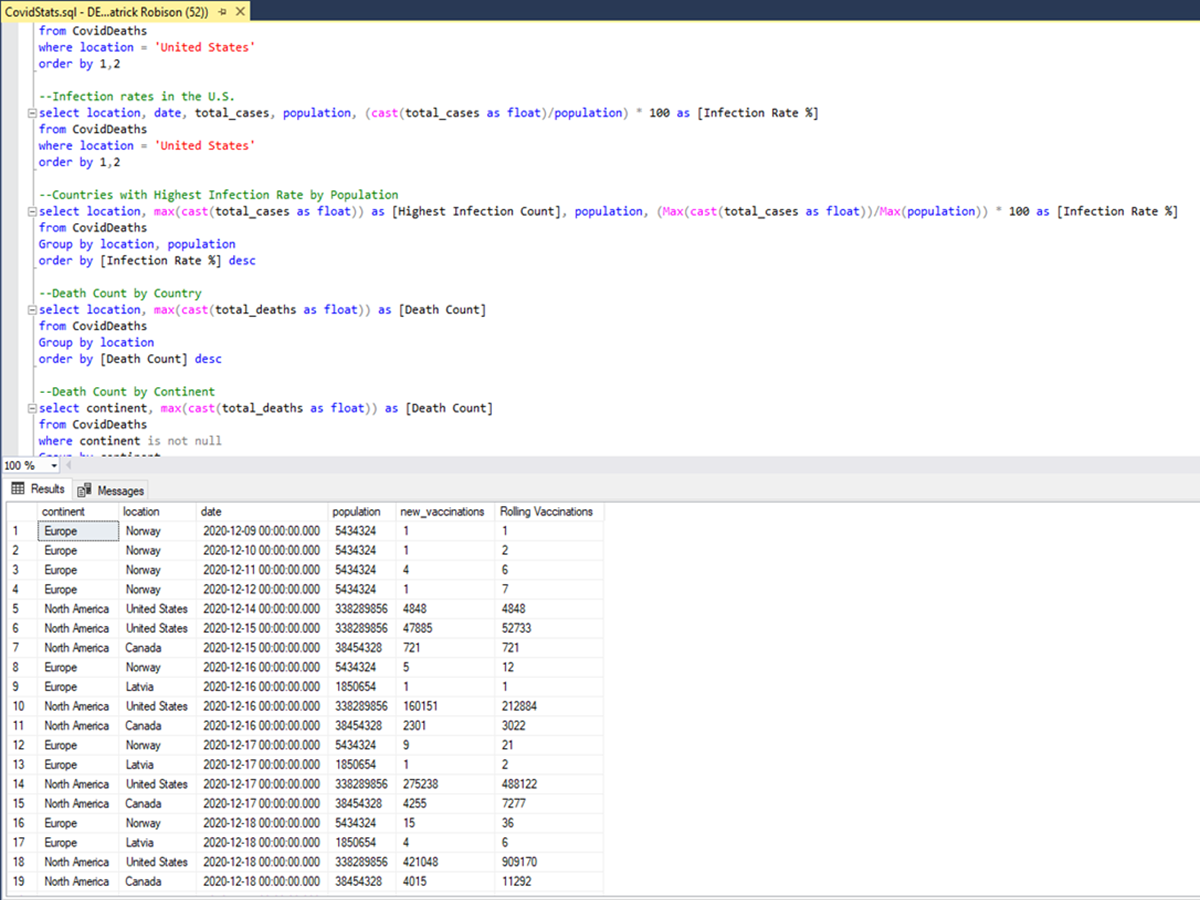 CovidStats.sql - DE...atrick Robison (52))
from CovidDeaths
where location = 'United States'
order by 1,2
--Infection rates in the U.S.
select location, date, total_cases, population, (cast(total_cases as float)/population) * 100 as [Infection Rate %]
from CovidDeaths
where location = 'United States'
order by 1,2
--Countries with Highest Infection Rate by Population
select location, max(cast(total_cases as float)) as [Highest Infection Count], population, (Max(cast(total_cases as float))/Max(population)) * 100 as [Infection Rate %]
from CovidDeaths
Group by location, population
order by [Infection Rate %] desc
--Death Count by Country
select location, max(cast(total_deaths as float)) as [Death Count]
from CovidDeaths
Group by location
order by [Death Count] desc
--Death Count by Continent
select continent, max(cast(total_deaths as float)) as [Death Count]
from CovidDeaths
where continent is not null
Group by continent
100 %
Results Messages
continent location date population new_vaccinations Rolling Vaccinations
1 Europe Norway 2020-12-09 00:00:00.000 5434324 1 1
2 Europe Norway 2020-12-10 00:00:00.000 5434324 1 2
3 Europe Norway 2020-12-11 00:00:00.000 5434324 4 6
4 Europe Norway 2020-12-12 00:00:00.000 5434324 1 7
5 North America United States 2020-12-14 00:00:00.000 338289856 4848 4848
6 North America United States 2020-12-15 00:00:00.000 338289856 47885 52733
7 North America Canada 2020-12-15 00:00:00.000 38454328 721 721
8 Europe Norway 2020-12-16 00:00:00.000 5434324 5 12
9 Europe Latvia 2020-12-16 00:00:00.000 1850654 1 1
10 North America United States 2020-12-16 00:00:00.000 338289856 160151 212884
11 North America Canada 2020-12-16 00:00:00.000 38454328 2301 3022
12 Europe Norway 2020-12-17 00:00:00.000 5434324 9 21
13 Europe Latvia 2020-12-17 00:00:00.000 1850654 1 2
14 North America United States 2020-12-17 00:00:00.000 338289856 275238 488122
15 North America Canada 2020-12-17 00:00:00.000 38454328 4255 7277
16 Europe Norway 2020-12-18 00:00:00.000 5434324 15 36
17 Europe Latvia 2020-12-18 00:00:00.000 1850654 4 6
18 North America United States 2020-12-18 00:00:00.000 338289856 421048 909170
19 North America Canada 2020-12-18 00:00:00.000 38454328 4015 11292